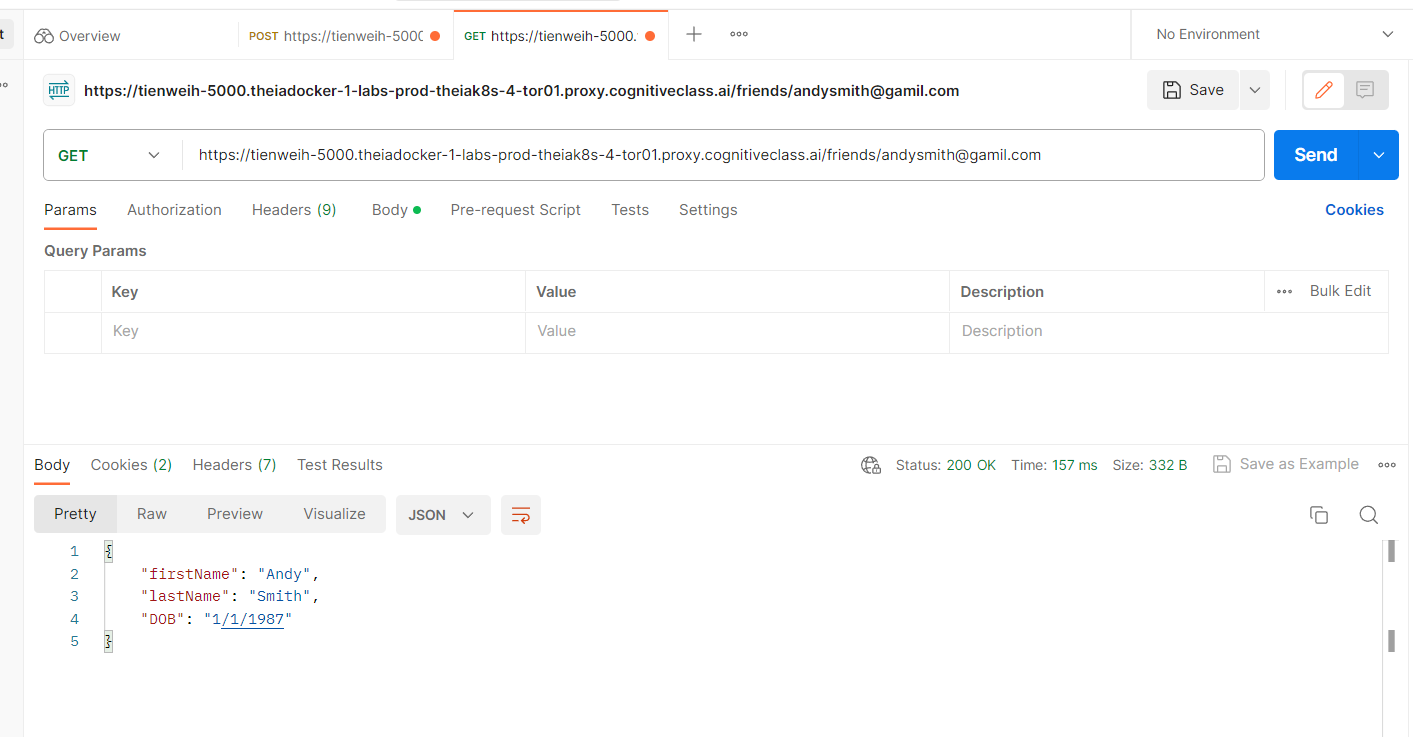 t
Overview
POST https://tienweih-5000
GET https://tienweih-5000.
No Environment
HTTP https://tienweih-5000.theiadocker-1-labs-prod-theiak8s-4-tor01.proxy.cognitiveclass.ai/friends/andysmith@gamil.com
Save
GET https://tienweih-5000.theiadocker-1-labs-prod-theiak8s-4-tor01.proxy.cognitiveclass.ai/friends/andysmith@gamil.com
Send
Params Authorization Headers (9) Body Pre-request Script Tests Settings Cookies
Query Params
Key Value Description Bulk Edit
Key Value Description
Body Cookies (2) Headers (7) Test Results Status: 200 OK Time: 157 ms Size: 332 B Save as Example
Pretty Raw Preview Visualize JSON
1 {
2 "firstName": "Andy",
3 "lastName": "Smith",
4 "DOB": "1/1/1987"
5 }